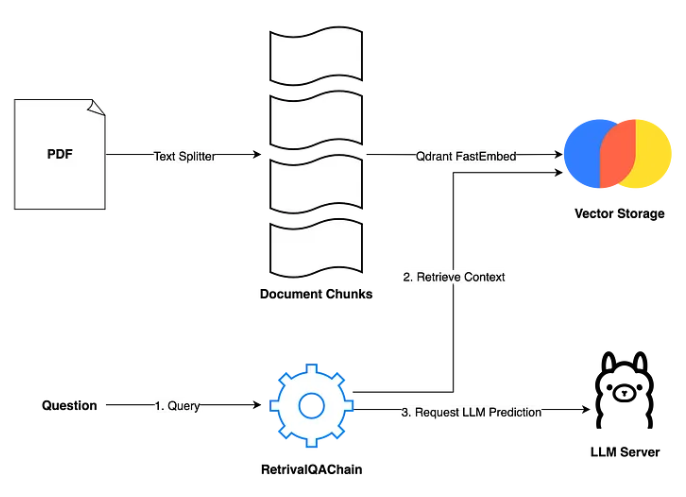 PDF
Text Splitter
Document Chunks
Qdrant FastEmbed
Vector Storage
2. Retrieve Context
Question
1. Query
RetrivalQAChain
3. Request LLM Prediction
LLM Server